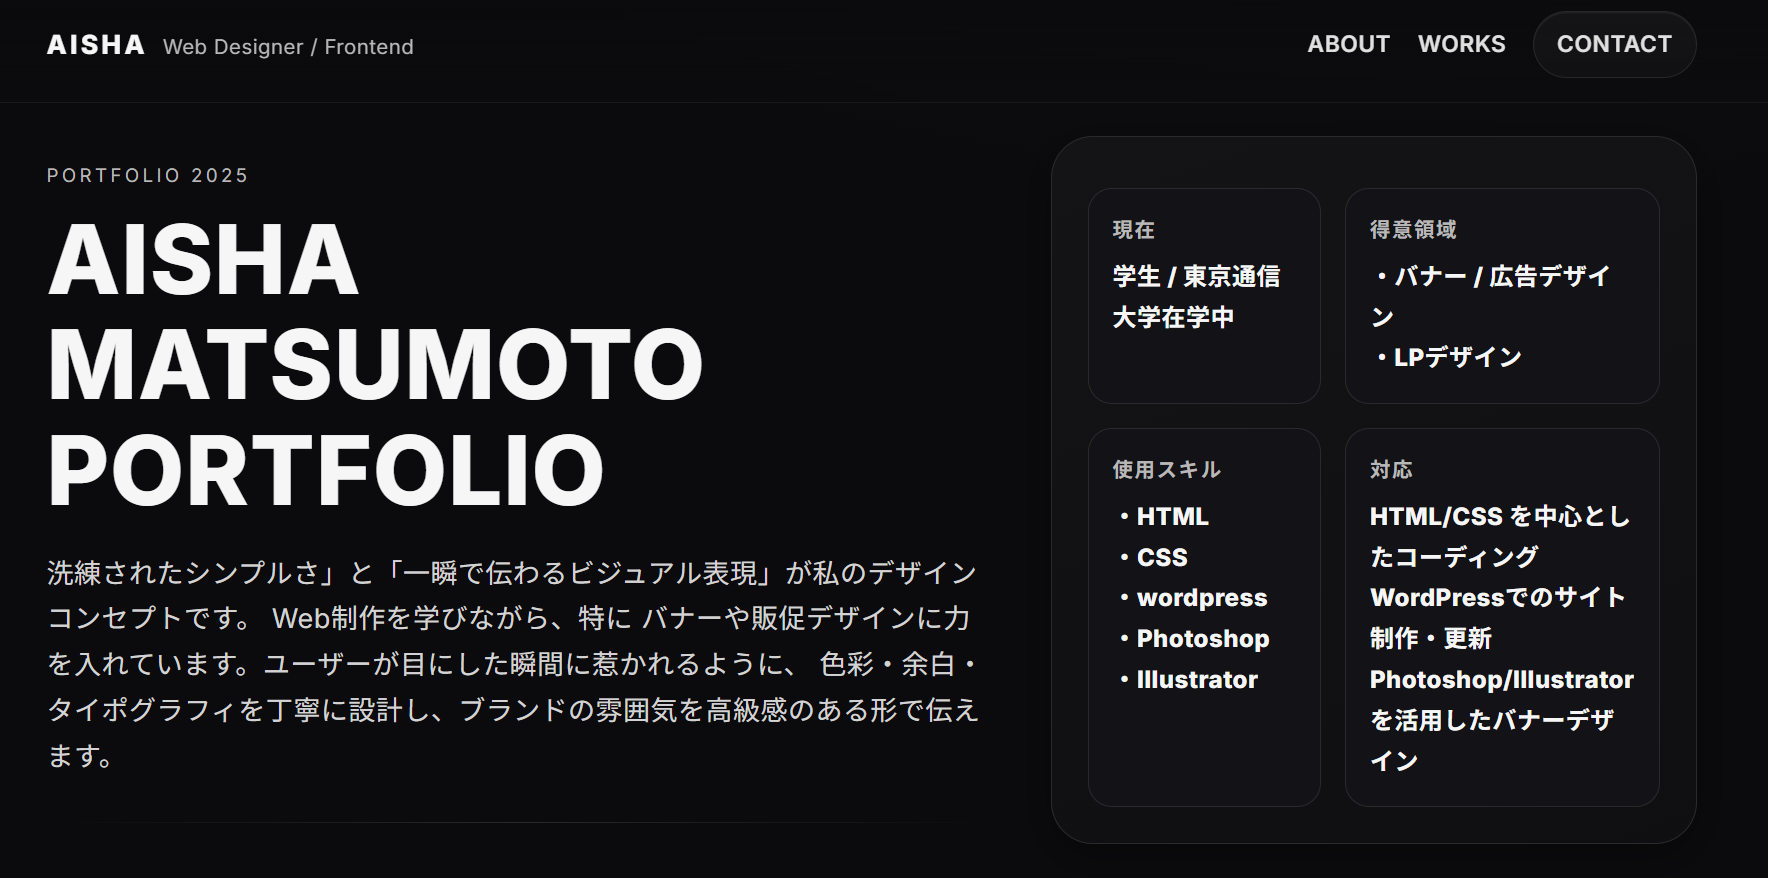 AISHA Web Designer / Frontend
ABOUT WORKS CONTACT
PORTFOLIO 2025
AISHA
MATSUMOTO
PORTFOLIO
洗練されたシンプルさ」と「一瞬で伝わるビジュアル表現」が私のデザイン
コンセプトです。 Web制作を学びながら、特に バナーや販促デザインに力
を入れています。ユーザーが目にした瞬間に惹かれるように、 色彩・余白・
タイポグラフィを丁寧に設計し、ブランドの雰囲気を高級感のある形で伝え
ます。
現在
学生 / 東京通信
大学在学中
得意領域
・バナー / 広告デザイ
ン
・LPデザイン
使用スキル
・HTML
・CSS
・wordpress
・Photoshop
・Illustrator
対応
HTML/CSS を中心とし
たコーディング
WordPressでのサイト
制作・更新
Photoshop/Illustrator
を活用したバナーデザ
イン